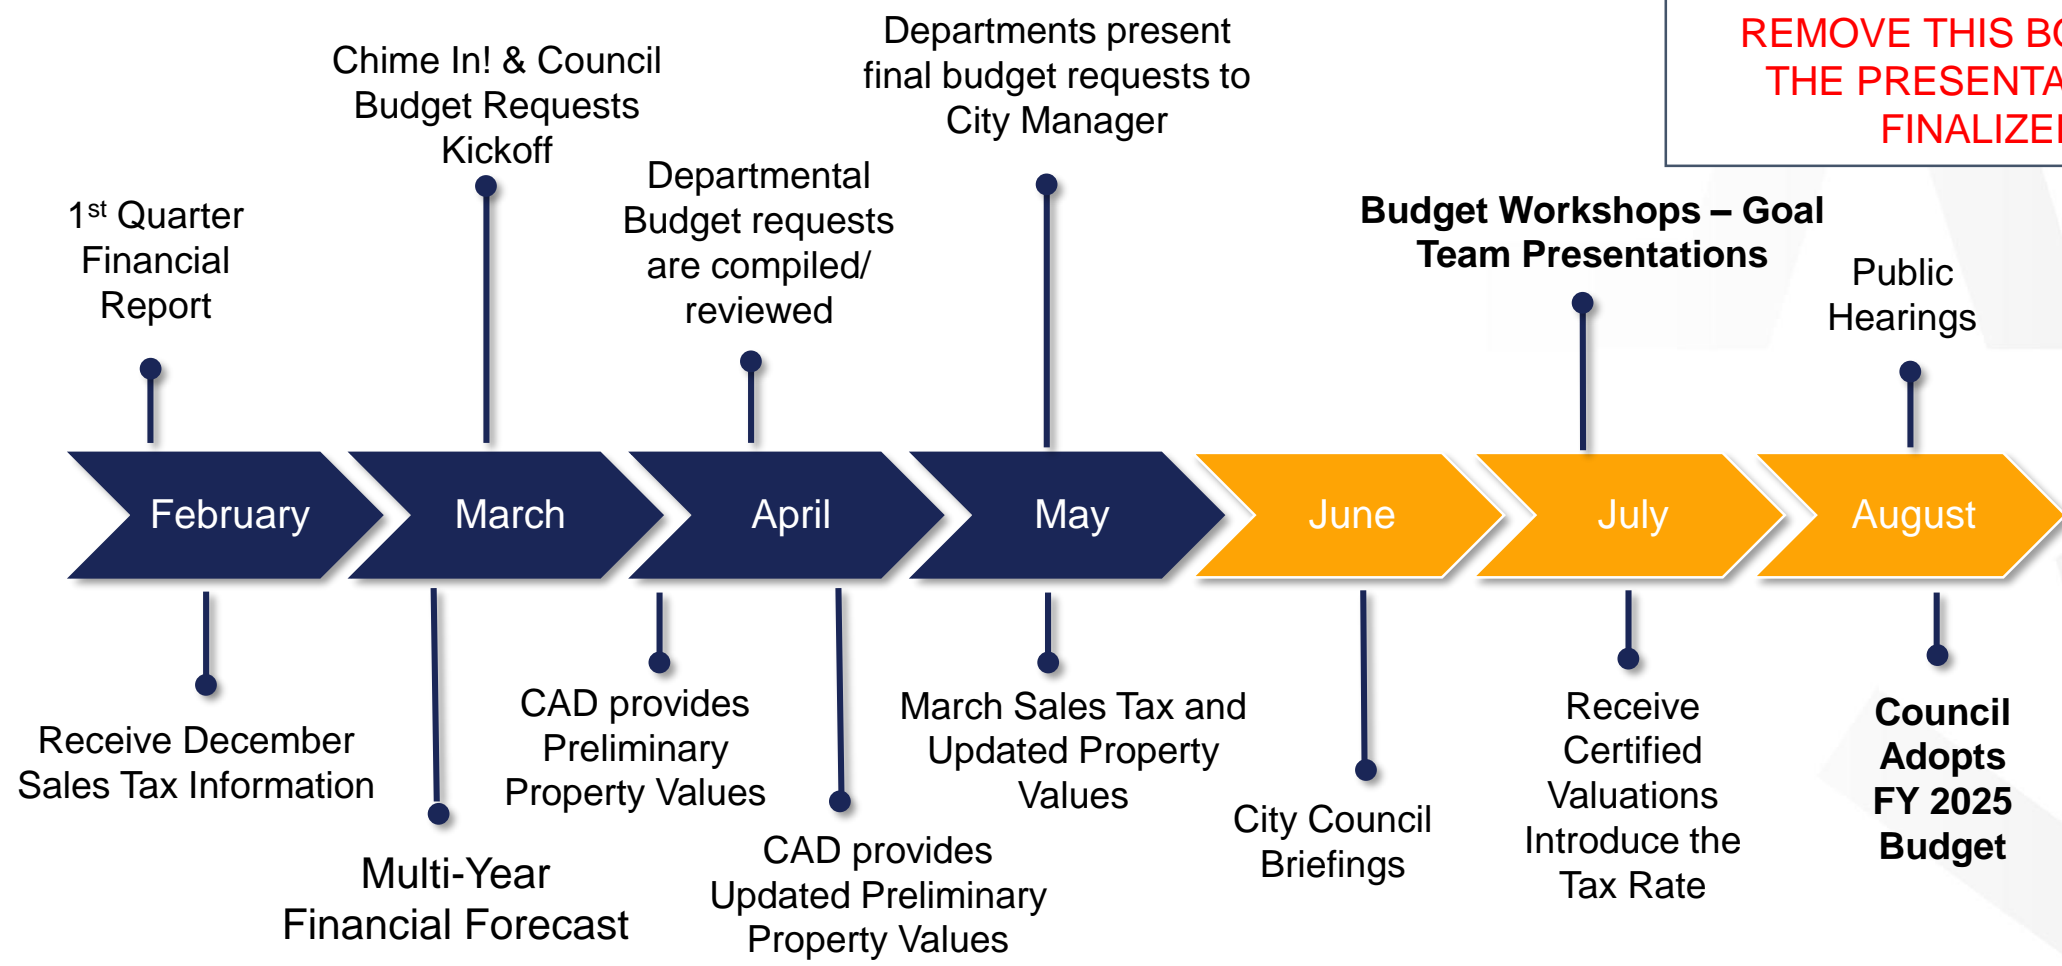 REMOVE THIS
THE
Chime In! & Council
Budget Requests
Kickoff
Departments present
final budget requests to
City Manager
1st Quarter
Financial
Report
Departmental
Budget requests
are compiled/
reviewed
Budget Workshops – Goal
Team Presentations
Public
Hearings
February
March
April
May
June
July
August
Receive December
Sales Tax Information
Multi-Year
Financial Forecast
CAD provides
Preliminary
Property Values
CAD provides
Updated Preliminary
Property Values
March Sales Tax and
Updated Property
Values
City Council
Briefings
Receive
Certified
Valuations
Introduce the
Tax Rate
Council
Adopts
FY 2025
Budget